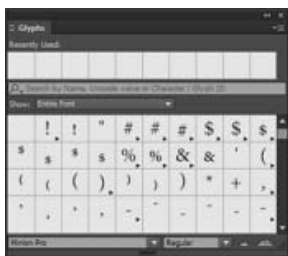 Glyphs
Recently Used:
Search by Name, Unicode value or Character / Glyph ID
Show: Entire Font
! ! " # # # $ $ $
$ $ $ $ % % & & ' (
( ( ( ) ) ) ) * + ,
Minion Pro Regular